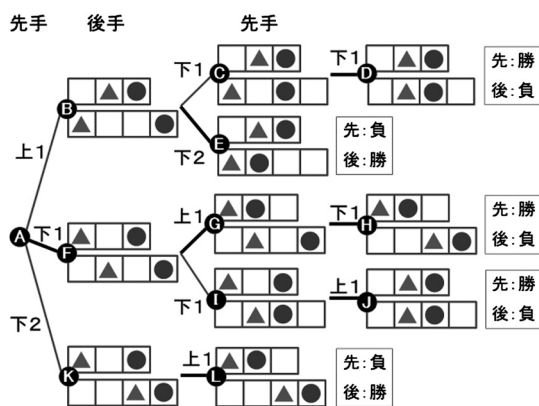 先手 後手 先手
下1 C 下1 D 先:勝
後:負
B
上1 下2 E 先:負
後:勝
A 下1 F 上1 G 下1 H 先:勝
後:負
下1 I 上1 J 先:勝
後:負
下2
K 上1 L 先:負
後:勝